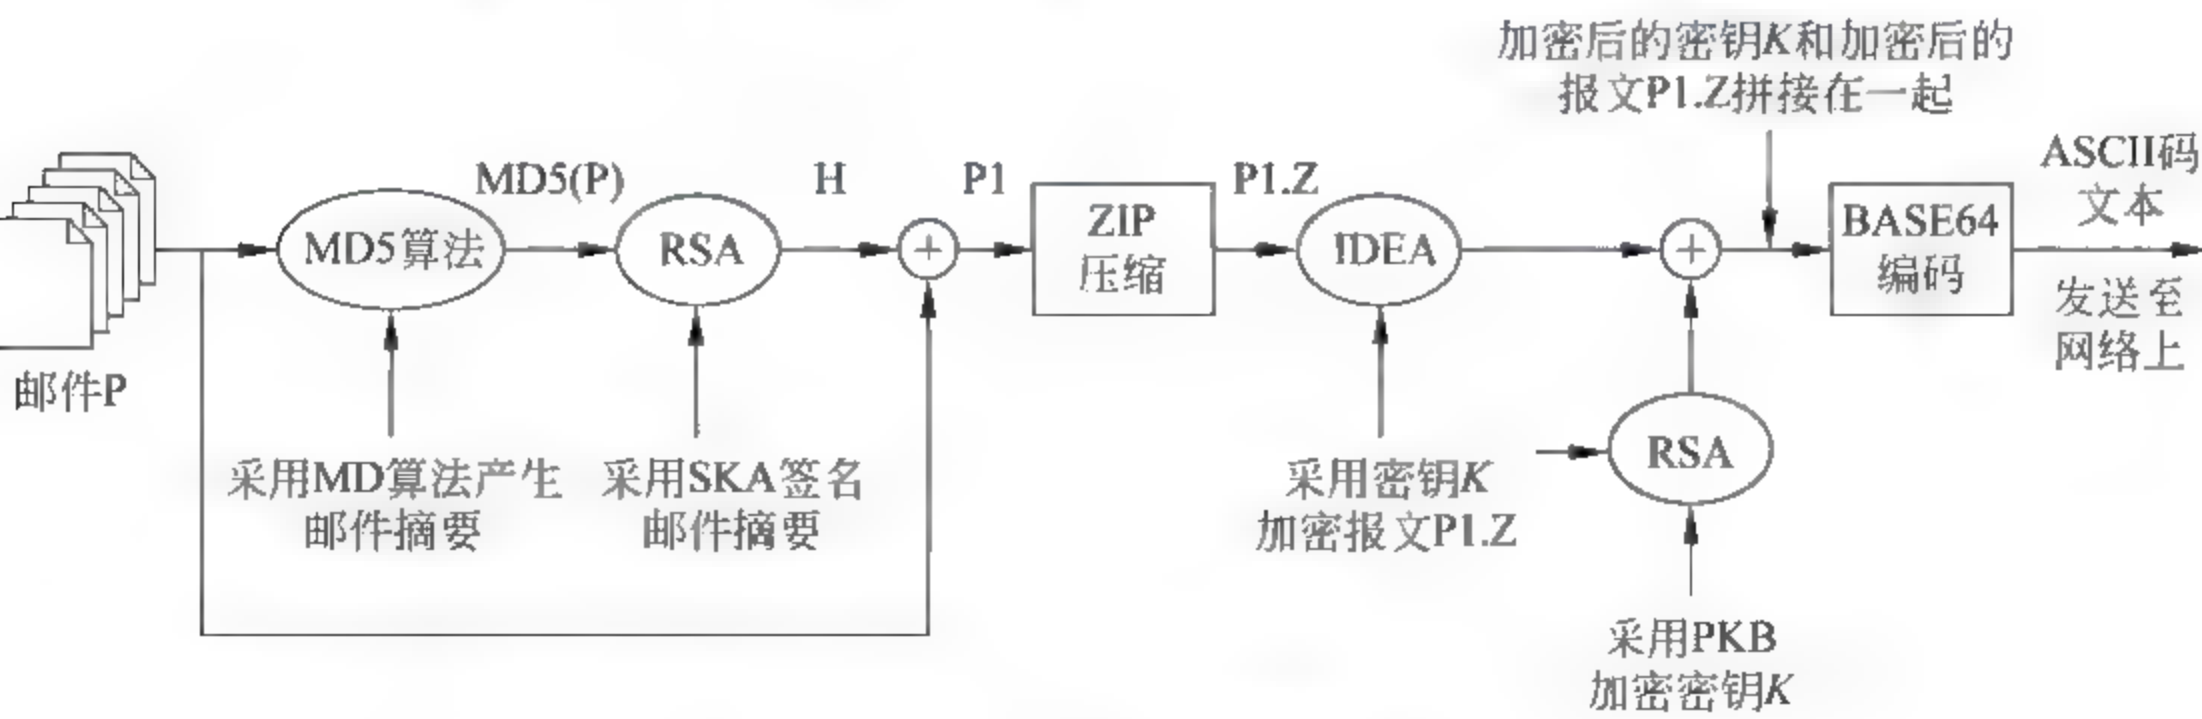 加密后的密钥K和加密后的
报文P1.Z拼接在一起
ASCII码
文本
MD5(P)
H
P1
P1.Z
MD5算法
RSA
+
ZIP
压缩
IDEA
+
BASE64
编码
发送至
网络上
邮件P
采用MD算法产生
邮件摘要
采用SKA签名
邮件摘要
采用密钥K
加密报文P1.Z
RSA
采用PKB
加密密钥K